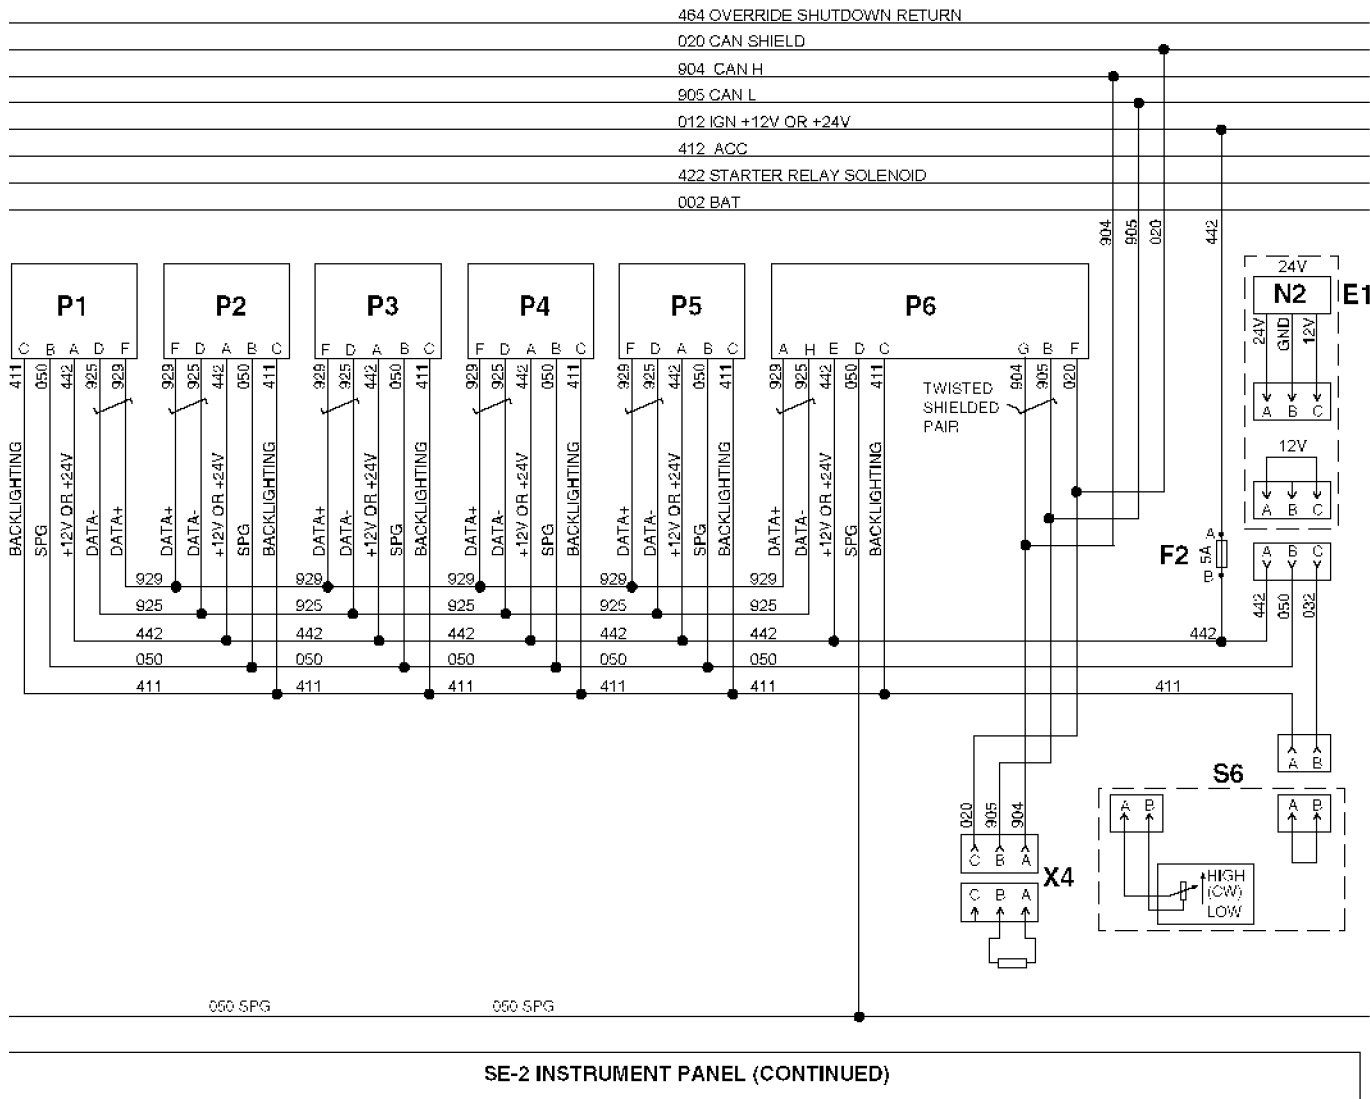 464 OVERRIDE SHUTDOWN RETURN
020 CAN SHIELD
904 CAN H
905 CAN L
012 IGN +12V OR +24V
412 ACC
422 STARTER RELAY SOLENOID
002 BAT
904 905 020 442
P1 P2 P3 P4 P5 P6
24V
N2 E1
24V GND 12V
C B A D F F D A B C F D A B C F D A B C F D A B C A H E D C G B F
411 050 442 925 929 929 925 442 050 411 929 925 442 050 411 929 925 442 050 411 929 925 442 050 411 929 925 442 050 411 904 905 020
TWISTED
SHIELDED
PAIR
A B C
12V
A B C
BACKLIGHTING SPG +12V OR +24V DATA- DATA+ DATA+ DATA- +12V OR +24V SPG BACKLIGHTING DATA+ DATA- +12V OR +24V SPG BACKLIGHTING DATA+ DATA- +12V OR +24V SPG BACKLIGHTING DATA+ DATA- +12V OR +24V SPG BACKLIGHTING DATA+ DATA- +12V OR +24V SPG BACKLIGHTING
A
F2 5A
B
A B C
442 050 032
929 929 929 929 929
925 925 925 925 925
442 442 442 442 442 442
050 050 050 050 050
411 411 411 411 411 411
A B
S6
A B A B
020 905 904
C B A
X4
C B A
HIGH
(CW)
LOW
050 SPG 050 SPG
SE-2 INSTRUMENT PANEL (CONTINUED)